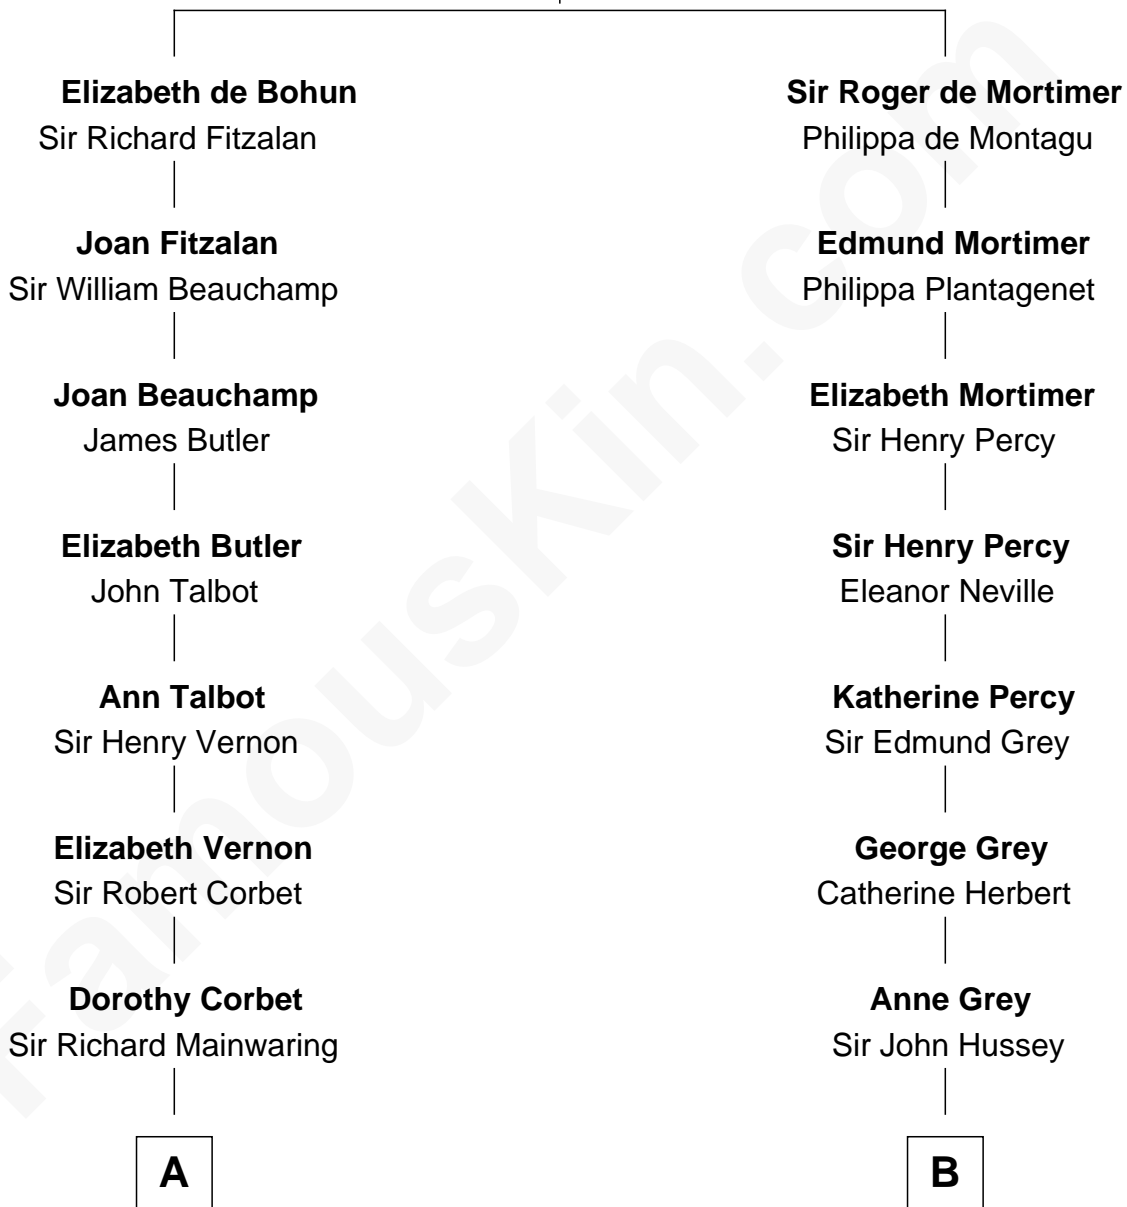 Elizabeth de Bohun
Sir Richard Fitzalan
Joan Fitzalan
Sir William Beauchamp
Joan Beauchamp
James Butler
Elizabeth Butler
John Talbot
Ann Talbot
Sir Henry Vernon
Elizabeth Vernon
Sir Robert Corbet
Dorothy Corbet
Sir Richard Mainwaring
A
Sir Roger de Mortimer
Philippa de Montagu
Edmund Mortimer
Philippa Plantagenet
Elizabeth Mortimer
Sir Henry Percy
Sir Henry Percy
Eleanor Neville
Katherine Percy
Sir Edmund Grey
George Grey
Catherine Herbert
Anne Grey
Sir John Hussey
B
FamousKin.com